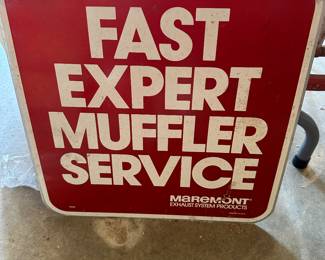 FAST
EXPERT
MUFFLER
SERVICE
MAREMONT
EXHAUST SYSTEM PRODUCTS